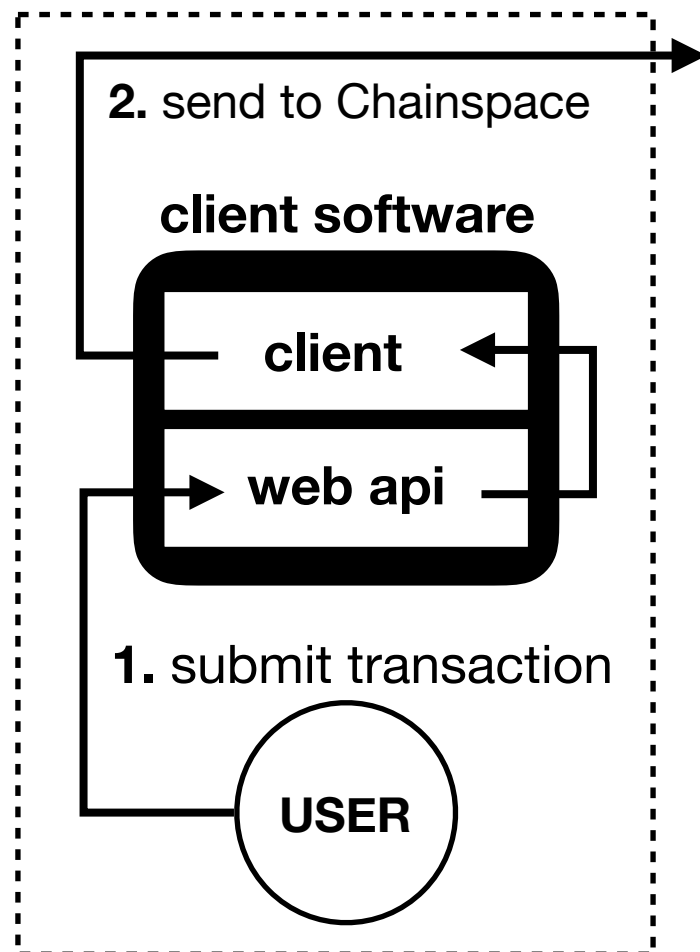 2. send to Chainspace
client software
client
web api
1. submit transaction
USER